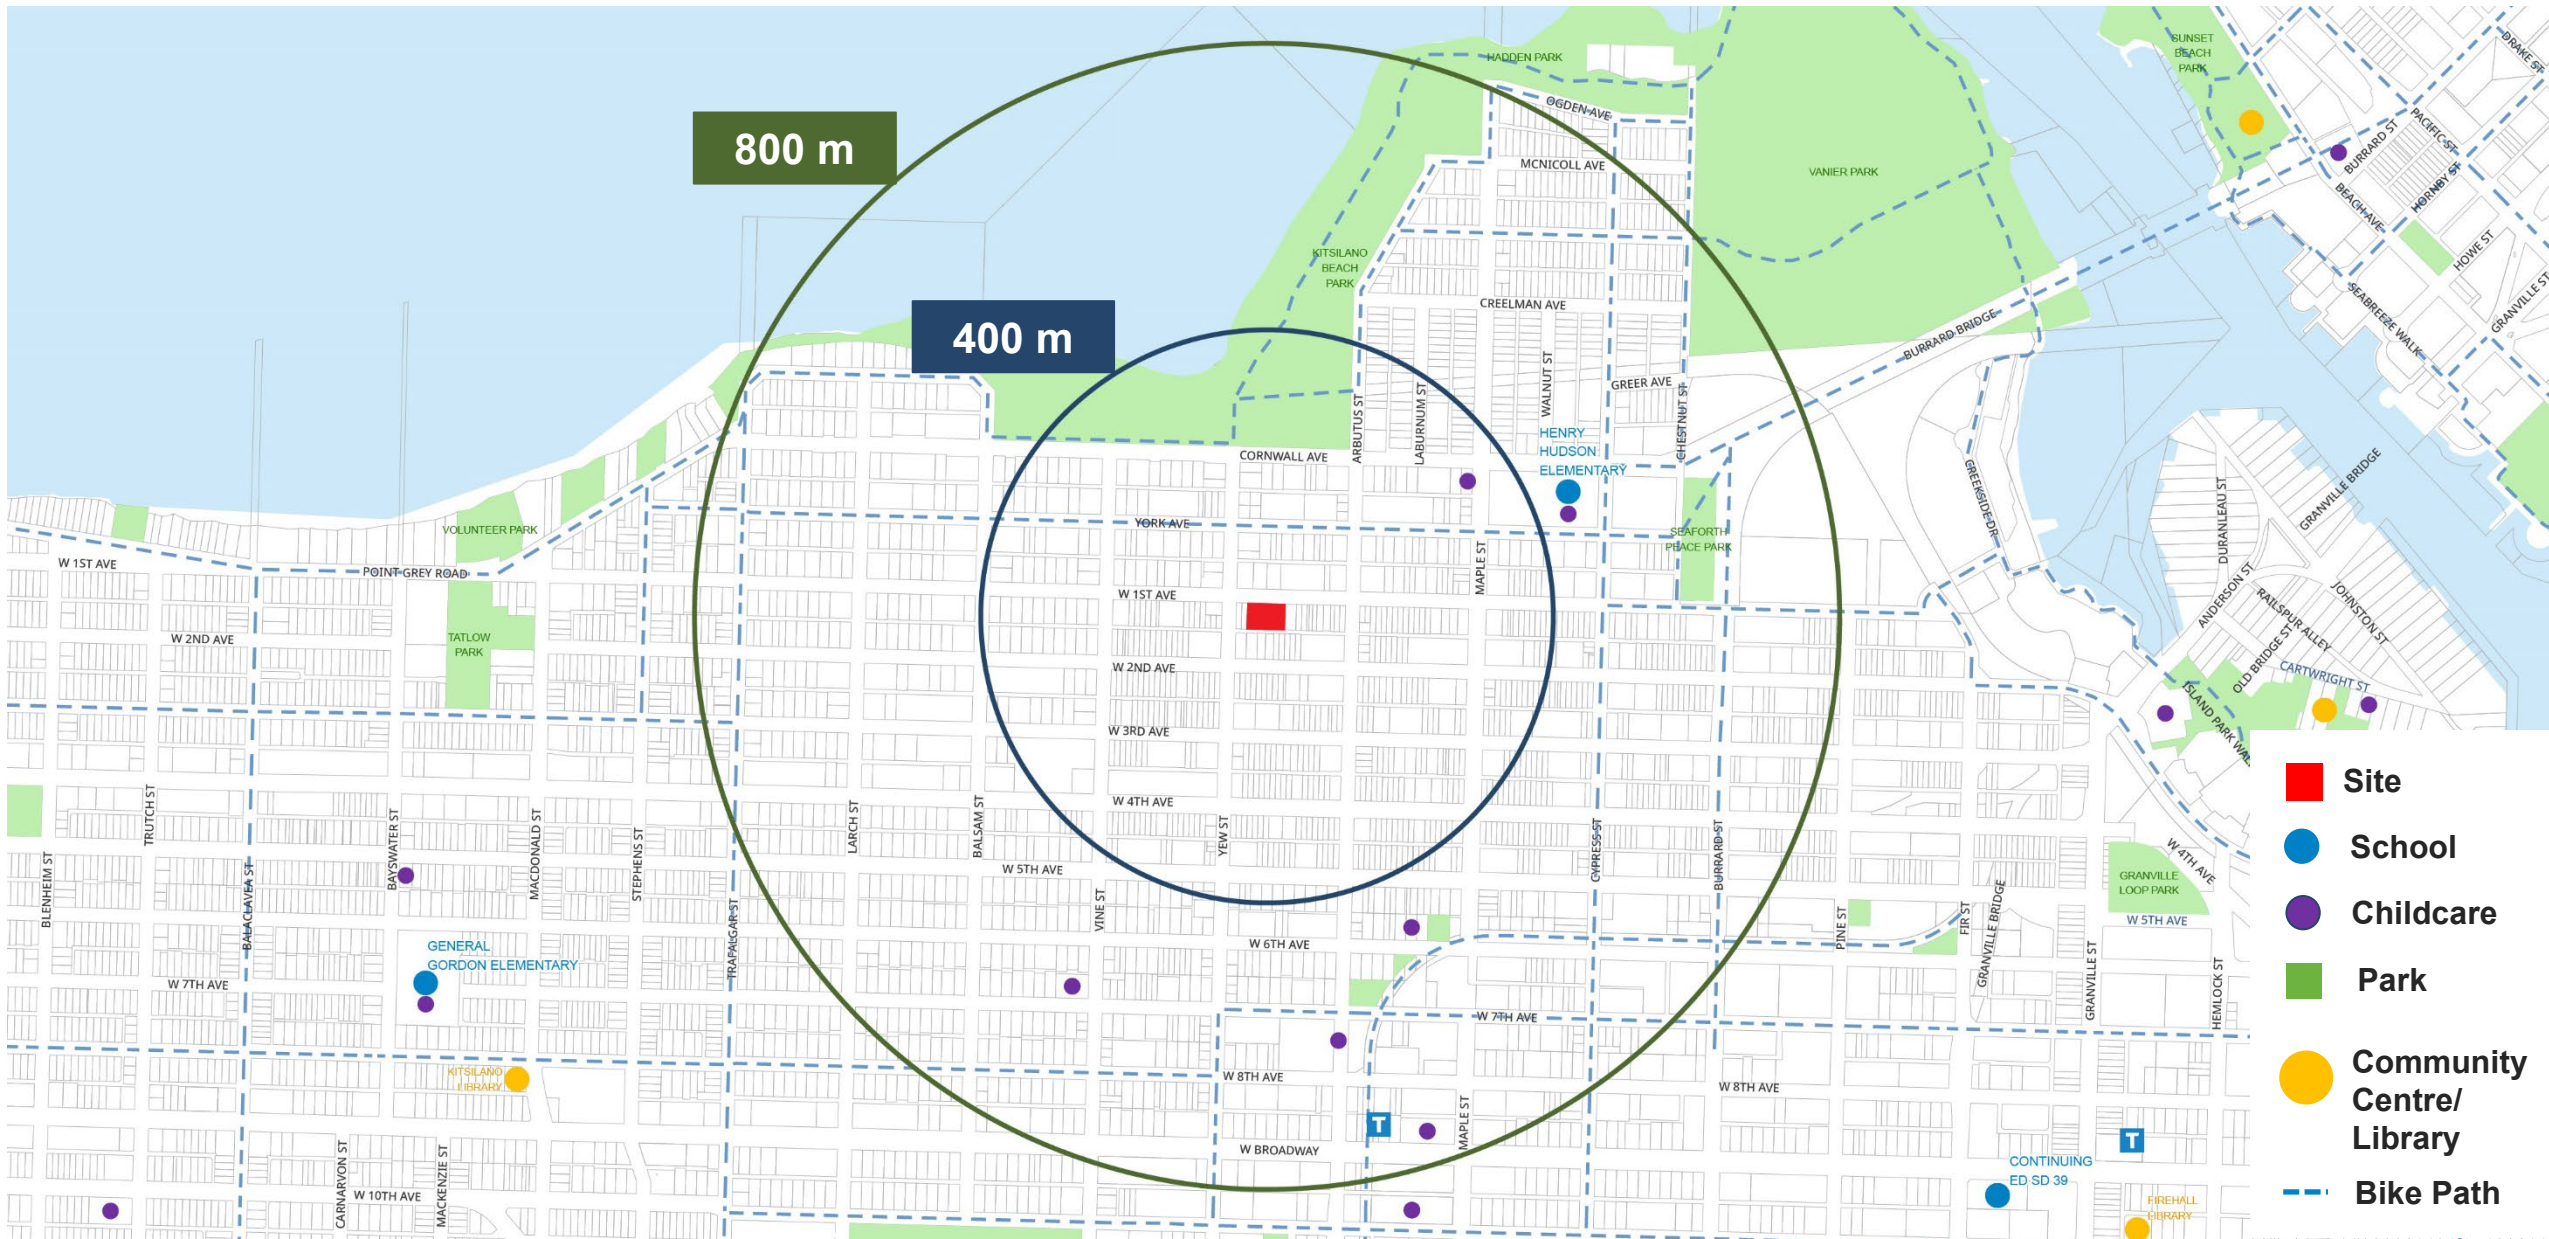 SUNSET
BEACH
PARK
DRAKE ST
HADDEN PARK
OGDEN AVE
PACIFIC ST
BURRARD ST
800 m
MCNICOLL AVE
VANIER PARK
HORNBY ST
BEACH AVE
HOWE ST
KITSILANO
BEACH
PARK
CREELMAN AVE
SEABREEZE WALK
GRANVILLE ST
400 m
BURRARD BRIDGE
WALNUT ST
GREER AVE
ARBUTUS ST
LABURNUM ST
CHESTNUT ST
HENRY
HUDSON
ELEMENTARY
CORNWALL AVE
CREEKSIDE DR
DURANLEAU ST
GRANVILLE BRIDGE
VOLUNTEER PARK
YORK AVE
SEAFORTH
PEACE PARK
MAPLE ST
W 1ST AVE
POINT GREY ROAD
W 1ST AVE
ANDERSON ST
RAILSPUR ALLEY
JOHNSTON ST
W 2ND AVE
TATLOW
PARK
W 2ND AVE
OLD BRIDGE ST
CARTWRIGHT ST
ISLAND PARK WAL
W 3RD AVE
Site
W 4TH AVE
TRUTCH ST
BAYSWATER ST
MACDONALD ST
STEPHENS ST
LARCH ST
BALSAM ST
YEW ST
CYPRESS ST
BURRARD ST
School
W 4TH AVE
W 5TH AVE
BLENHEIM ST
BALACLAVEA ST
GRANVILLE
LOOP PARK
Childcare
VINE ST
TRAFALGAR ST
PINE ST
FIR ST
GRANVILLE BRIDGE
W 5TH AVE
W 6TH AVE
GENERAL
GORDON ELEMENTARY
GRANVILLE ST
HEMLOCK ST
Park
W 7TH AVE
W 7TH AVE
KITSILANO
LIBRARY
W 8TH AVE
W 8TH AVE
Community
Centre/
Library
T
MAPLE ST
T
W BROADWAY
CARNARVON ST
MACKENZIE ST
CONTINUING
ED SD 39
W 10TH AVE
FIREHALL
LIBRARY
Bike Path